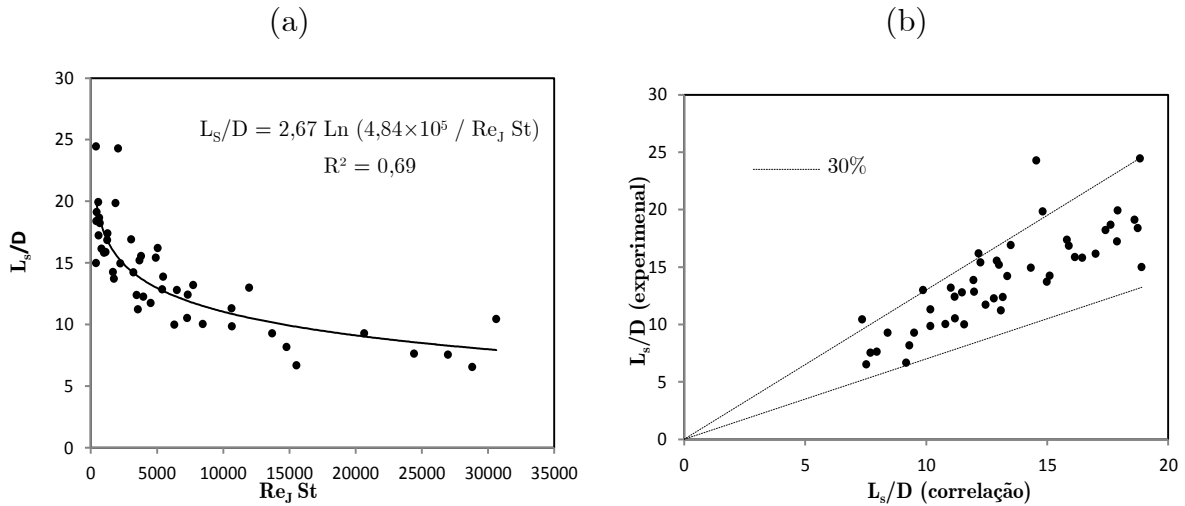 (a)
(b)
L_s/D
30
25
20
15
10
5
0
L_S/D = 2,67 Ln (4,84×10⁵ / Re_J St)
R² = 0,69
0 5000 10000 15000 20000 25000 30000 35000
Re_J St
L_s/D (experimenal)
30
25
20
15
10
5
0
30%
0 5 10 15 20
L_s/D (correlação)